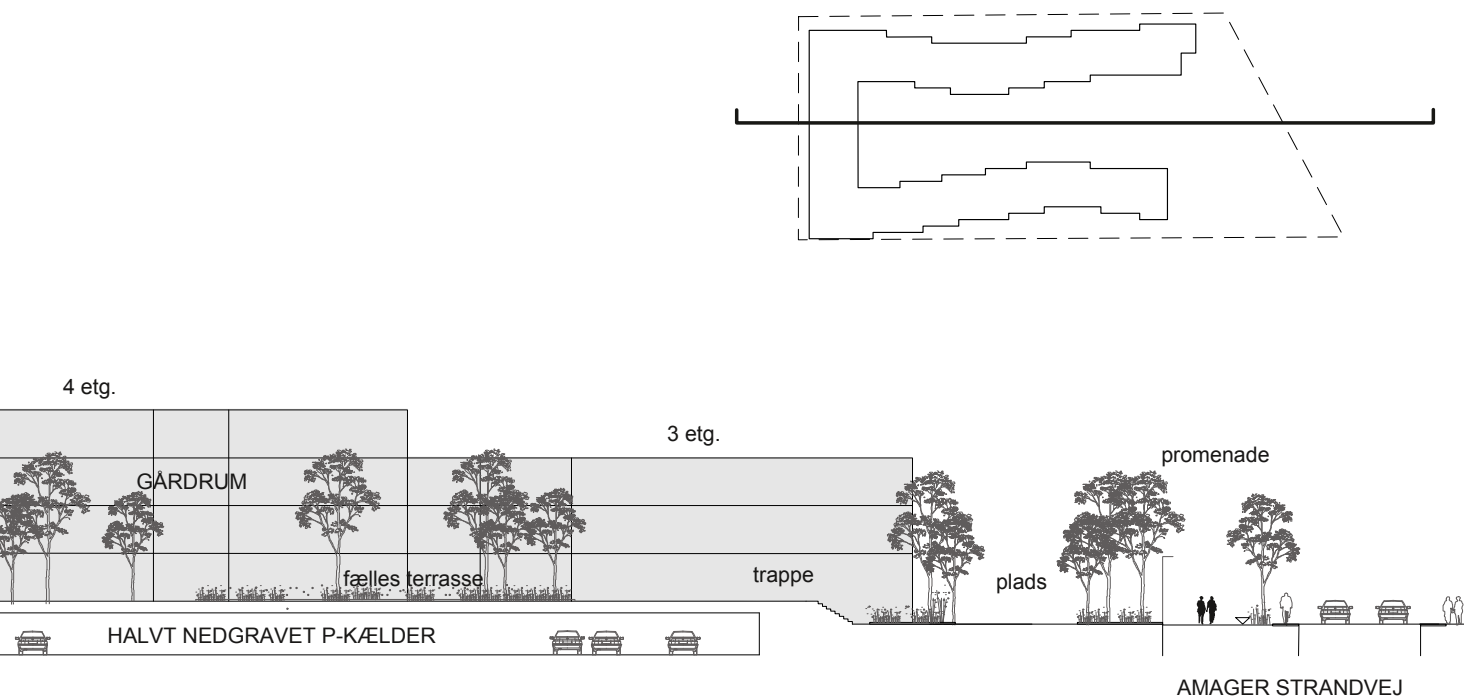 4 etg.
3 etg.
promenade
GÅRDRUM
fælles terrasse
trappe
plads
HALVT NEDGRAVET P-KÆLDER
AMAGER STRANDVEJ